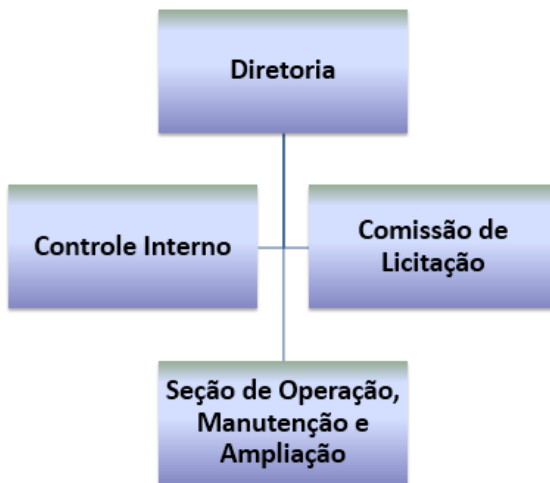 Diretoria
Controle Interno
Comissão de
Licitação
Seção de Operação,
Manutenção e
Ampliação